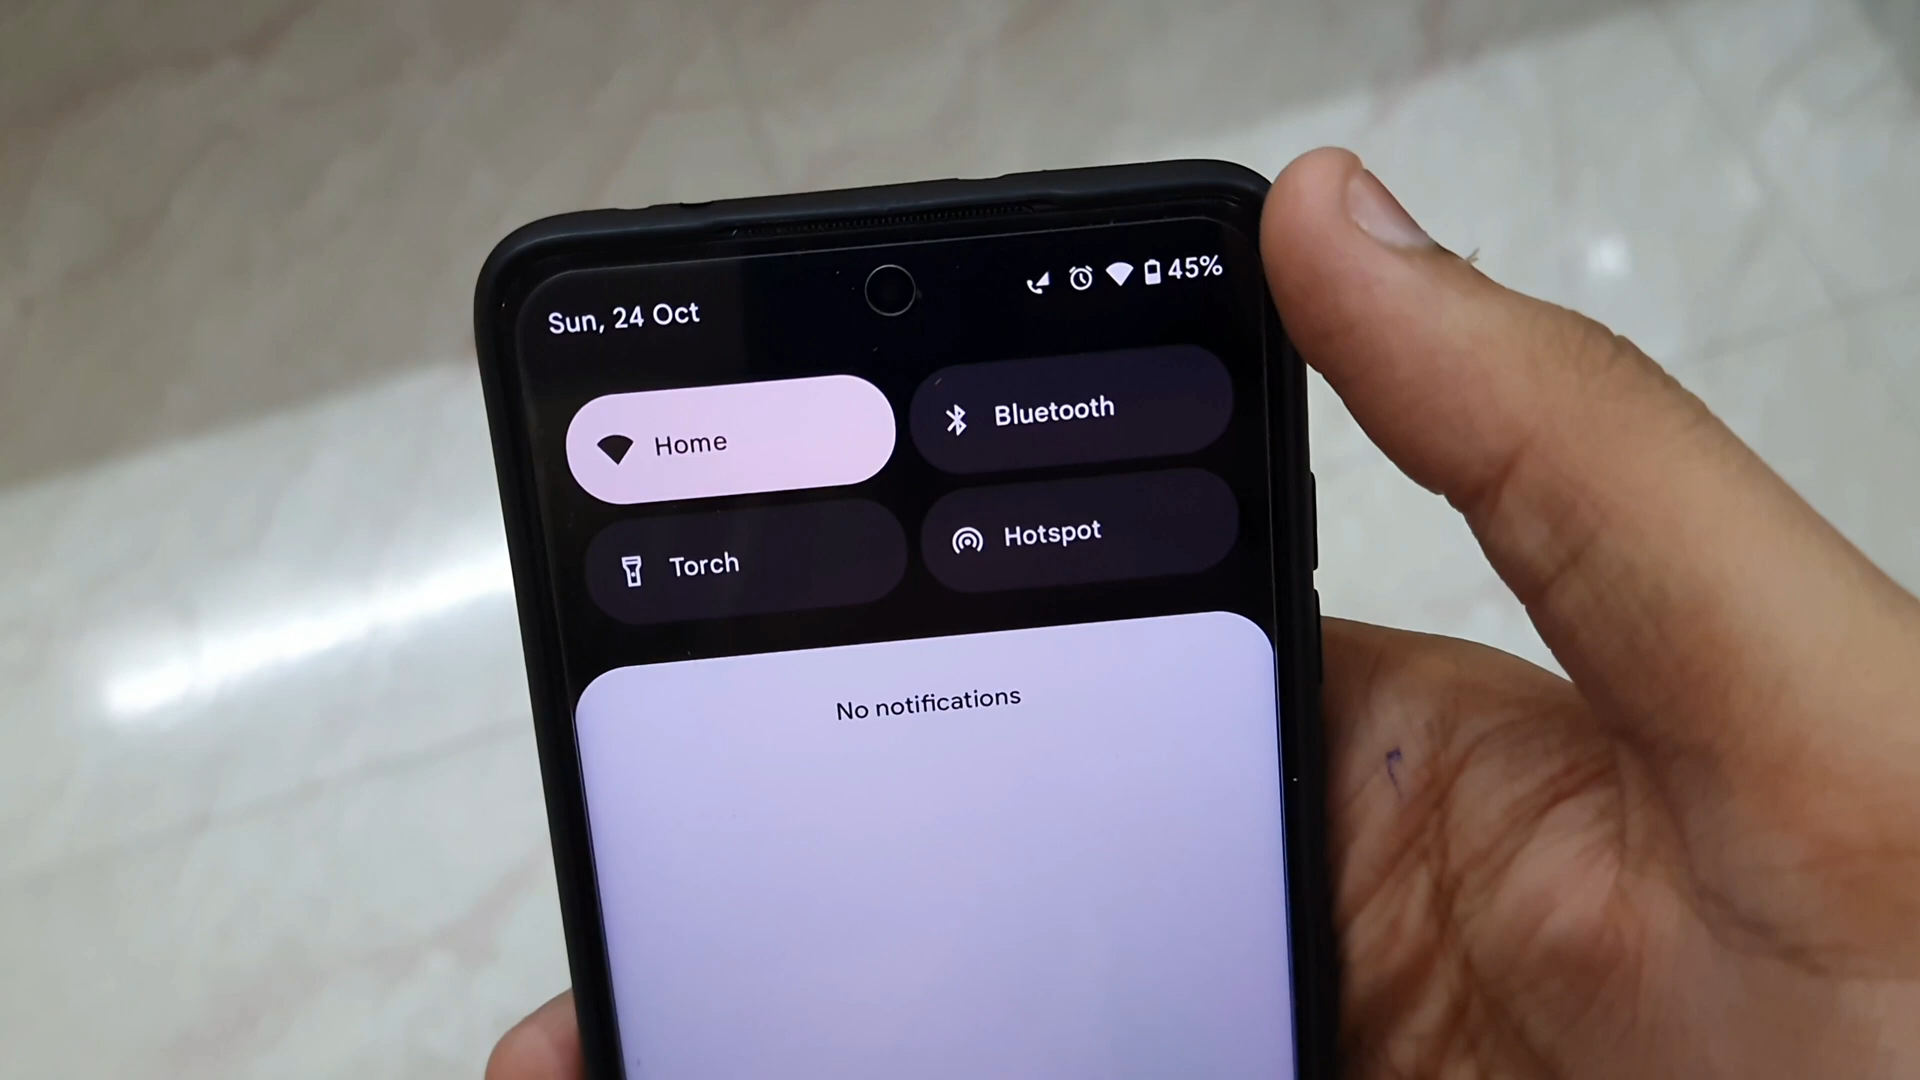 Sun, 24 Oct
45%
Home
Bluetooth
Torch
Hotspot
No notifications